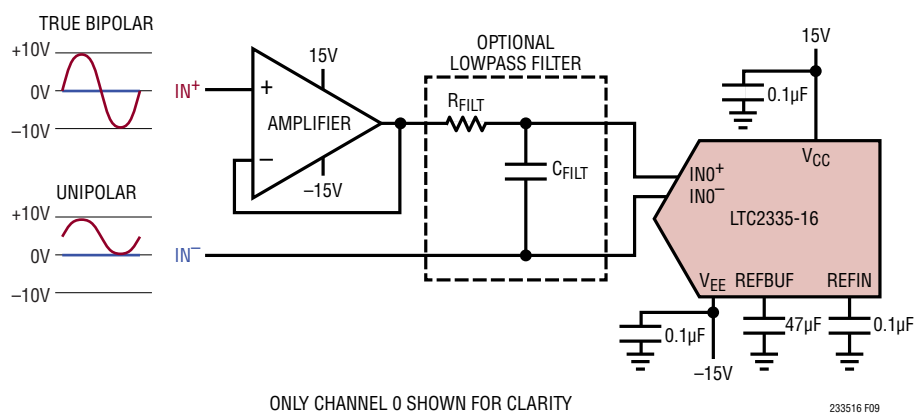 TRUE BIPOLAR
+10V
0V
–10V
UNIPOLAR
+10V
0V
–10V
IN+
IN–
15V
+
AMPLIFIER
–
–15V
OPTIONAL
LOWPASS FILTER
RFILT
CFILT
15V
0.1µF
VCC
IN0+
IN0–
LTC2335-16
VEE
REFBUF
REFIN
0.1µF
47µF
0.1µF
–15V
ONLY CHANNEL 0 SHOWN FOR CLARITY
233516 F09